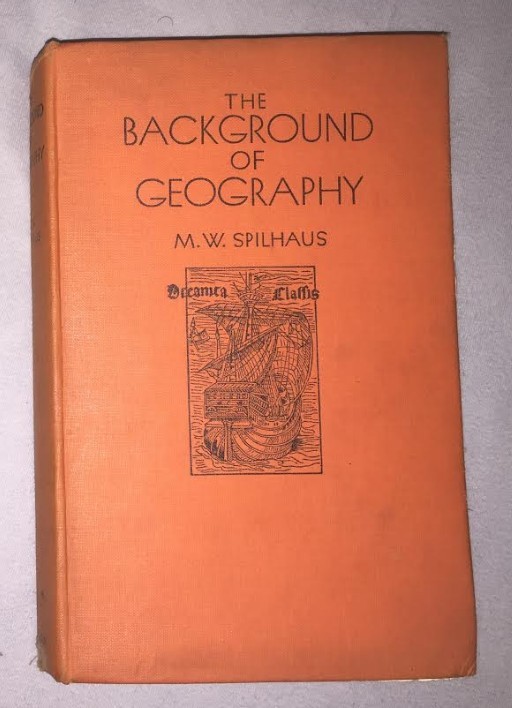 THE
BACKGROUND
OF
GEOGRAPHY
M.W. SPILHAUS
Oceanica Classis